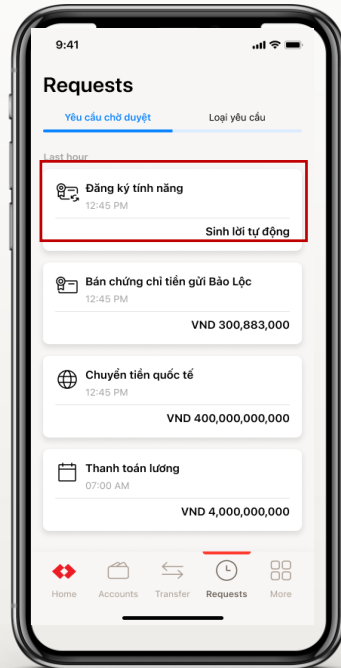 9:41
Requests
Yêu cầu chờ duyệt
Loại yêu cầu
Last hour
Đăng ký tính năng
12:45 PM
Sinh lời tự động
Bán chứng chỉ tiền gửi Bảo Lộc
12:45 PM
VND 300,883,000
Chuyển tiền quốc tế
12:45 PM
VND 400,000,000,000
Thanh toán lương
07:00 AM
VND 4,000,000,000
Home Accounts Transfer Requests More